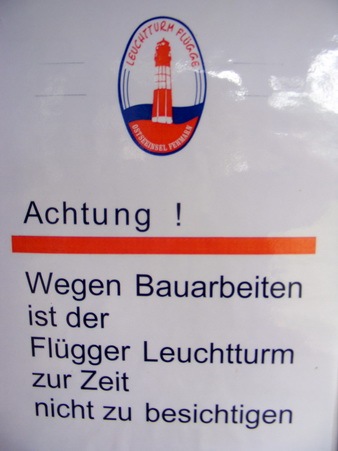 LEUCHTTURM FLÜGGE
OSTSEEINSEL FEHMARN
Achtung !
Wegen Bauarbeiten
ist der
Flügger Leuchtturm
zur Zeit
nicht zu besichtigen